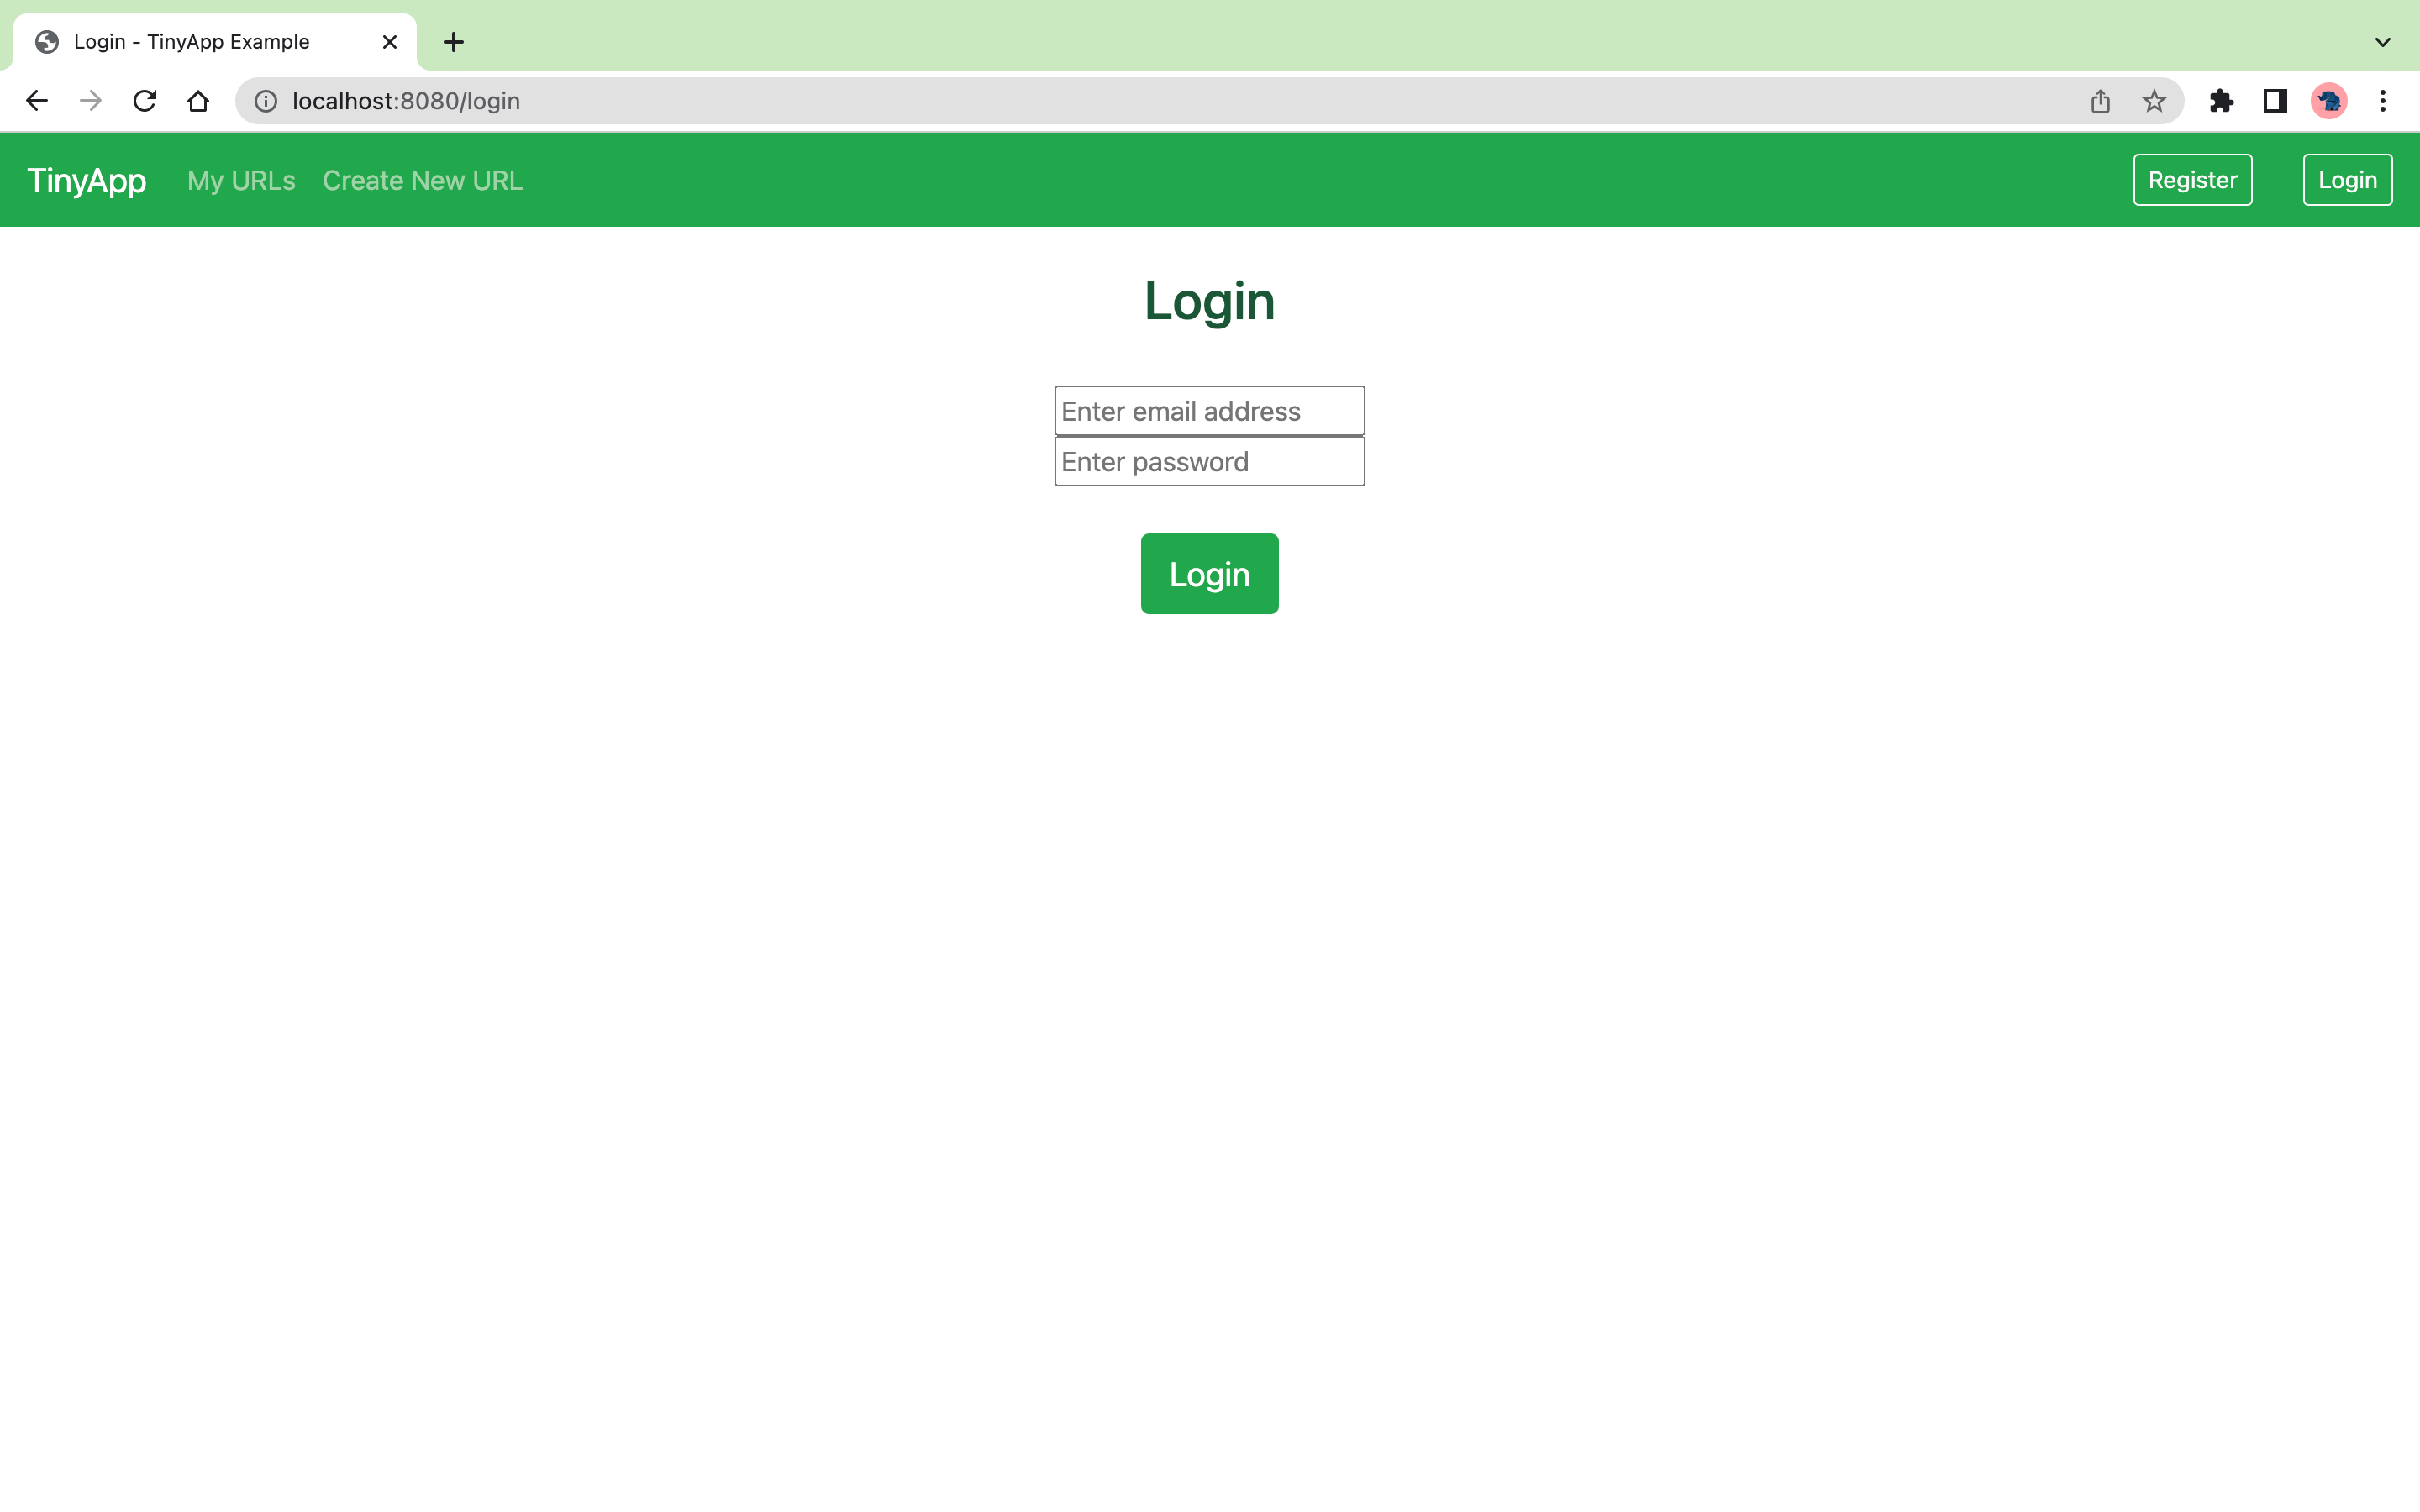 Login - TinyApp Example
localhost:8080/login
TinyApp My URLs Create New URL Register Login
Login
Enter email address
Enter password
Login